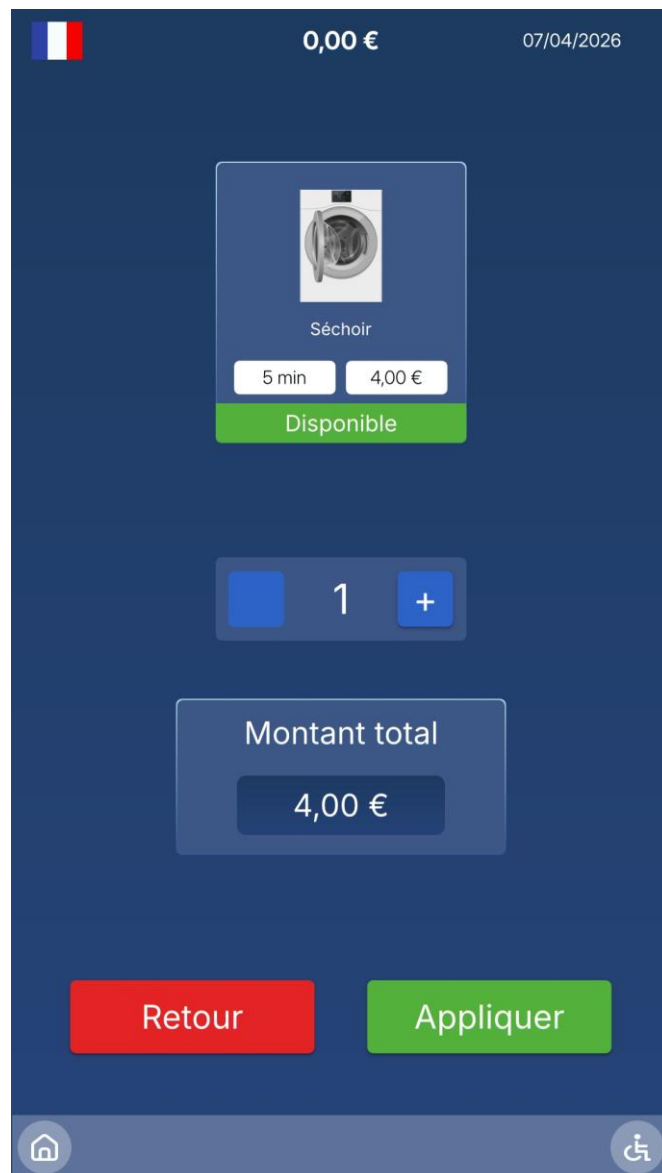 0,00 €
07/04/2026
Séchoir
5 min
4,00 €
Disponible
1
+
Montant total
4,00 €
Retour
Appliquer